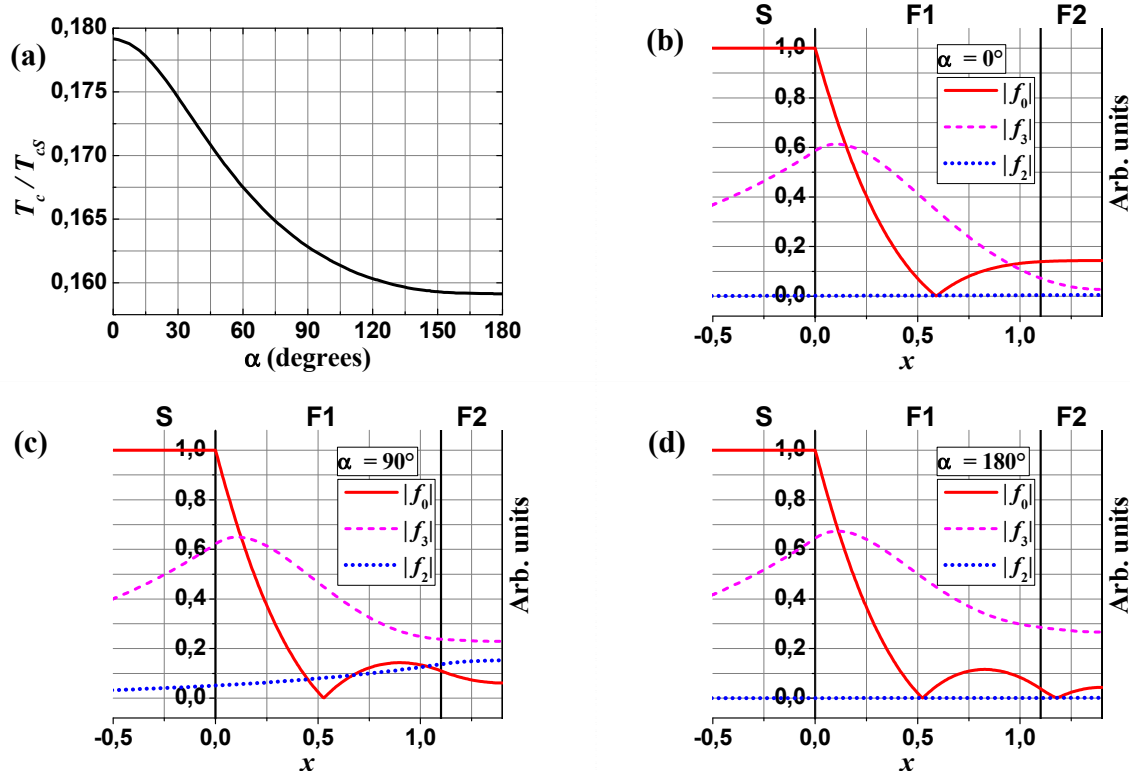 (a)
0,180
0,175
0,170
0,165
0,160
T_c / T_cS
0 30 60 90 120 150 180
α (degrees)
S F1 F2
(b)
α = 0°
|f_0|
|f_3|
|f_2|
1,0
0,8
0,6
0,4
0,2
0,0
-0,5 0,0 0,5 1,0
x
Arb. units
S F1 F2
(c)
α = 90°
|f_0|
|f_3|
|f_2|
1,0
0,8
0,6
0,4
0,2
0,0
-0,5 0,0 0,5 1,0
x
Arb. units
S F1 F2
(d)
α = 180°
|f_0|
|f_3|
|f_2|
1,0
0,8
0,6
0,4
0,2
0,0
-0,5 0,0 0,5 1,0
x
Arb. units